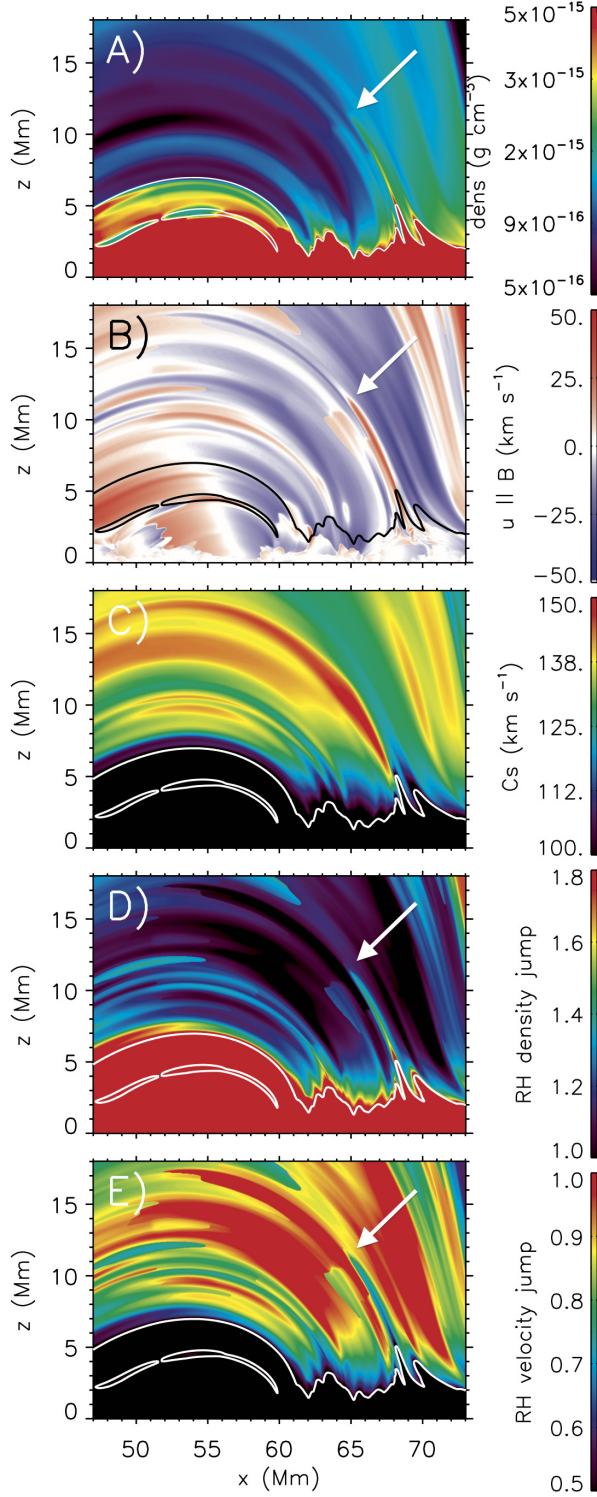 A)
z (Mm)
15
10
5
0
dens (g cm⁻³)
5x10⁻¹⁵
3x10⁻¹⁵
2x10⁻¹⁵
9x10⁻¹⁶
5x10⁻¹⁶
B)
z (Mm)
15
10
5
0
u || B (km s⁻¹)
50.
25.
0.
-25.
-50.
C)
z (Mm)
15
10
5
0
Cs (km s⁻¹)
150.
138.
125.
112.
100.
D)
z (Mm)
15
10
5
0
RH density jump
1.8
1.6
1.4
1.2
1.0
E)
z (Mm)
15
10
5
0
50 55 60 65 70
x (Mm)
RH velocity jump
1.0
0.9
0.8
0.7
0.6
0.5